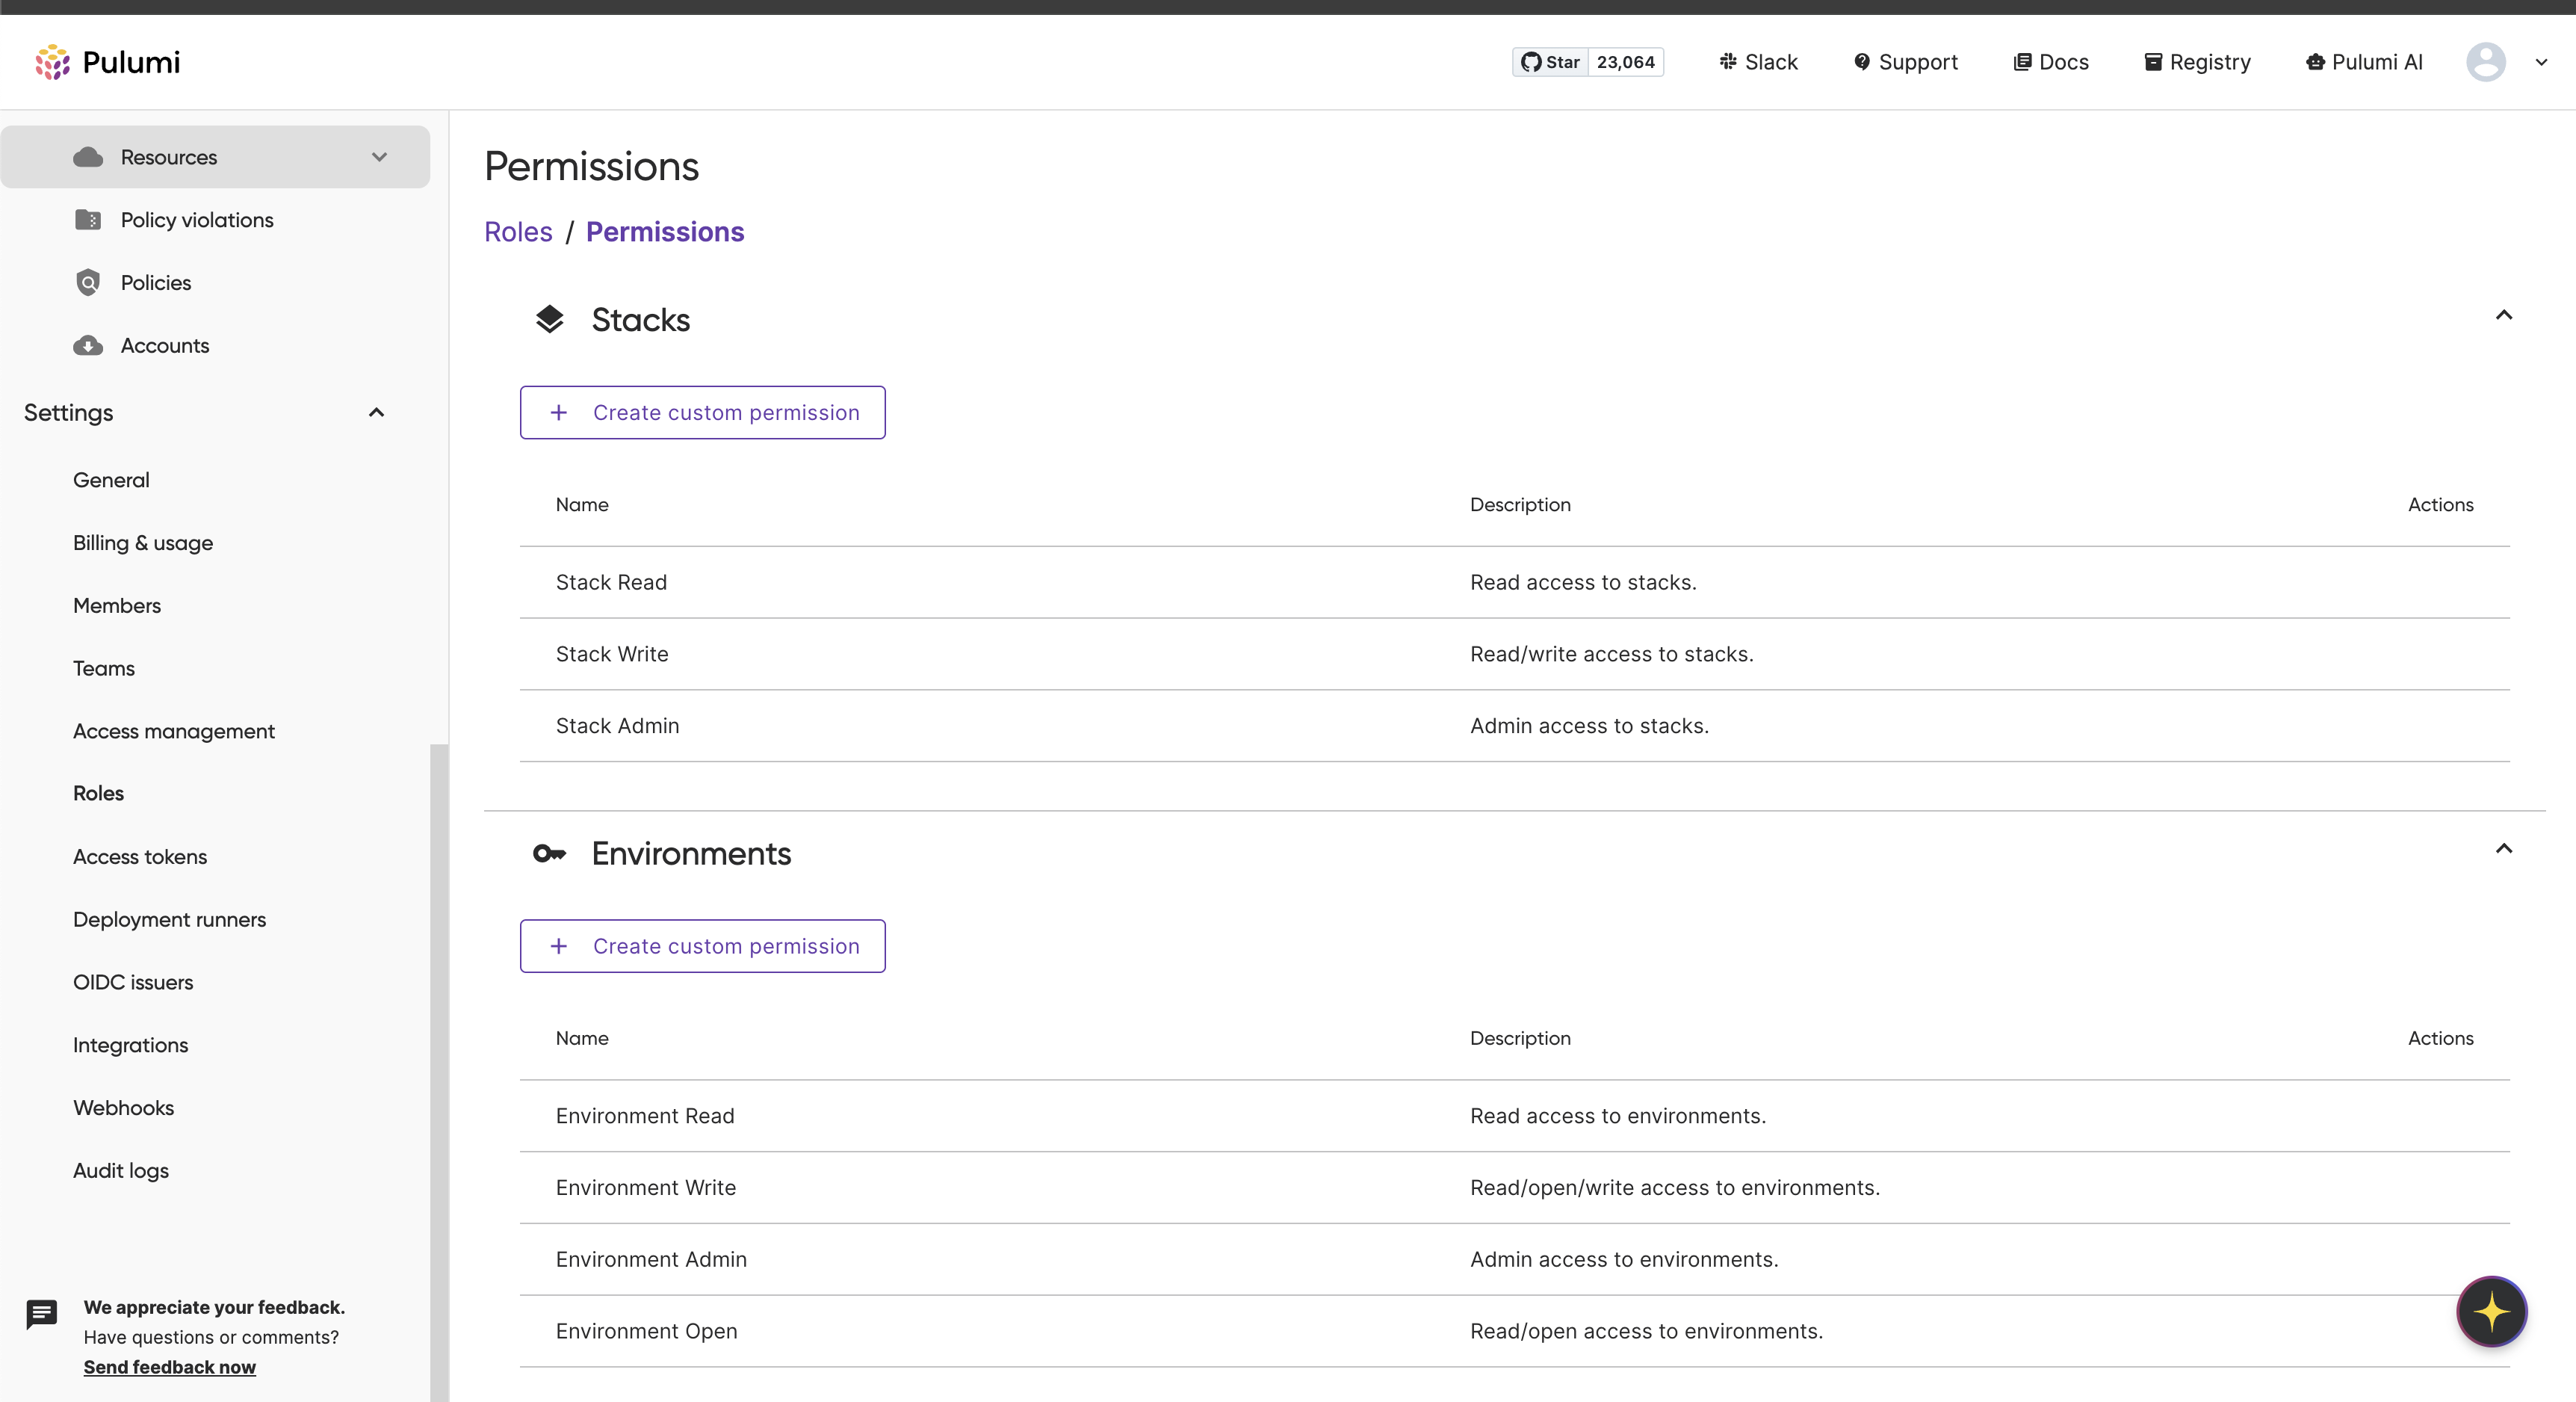 Pulumi
Star 23,064
Slack
Support
Docs
Registry
Pulumi AI
Resources
Policy violations
Policies
Accounts
Settings
General
Billing & usage
Members
Teams
Access management
Roles
Access tokens
Deployment runners
OIDC issuers
Integrations
Webhooks
Audit logs
We appreciate your feedback.
Have questions or comments?
Send feedback now
Permissions
Roles / Permissions
Stacks
+ Create custom permission
Name Description Actions
Stack Read Read access to stacks.
Stack Write Read/write access to stacks.
Stack Admin Admin access to stacks.
Environments
+ Create custom permission
Name Description Actions
Environment Read Read access to environments.
Environment Write Read/open/write access to environments.
Environment Admin Admin access to environments.
Environment Open Read/open access to environments.